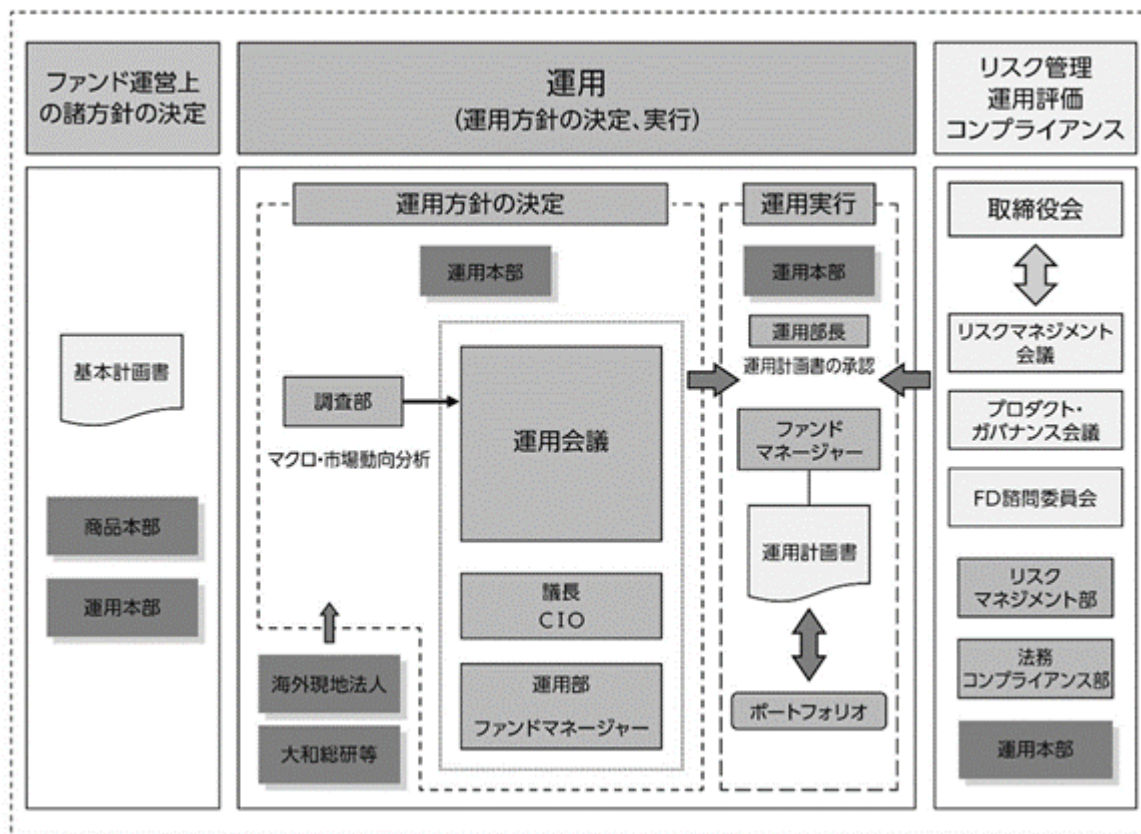 ファンド運営上
の諸方針の決定
運用
(運用方針の決定、実行)
リスク管理
運用評価
コンプライアンス
基本計画書
商品本部
運用本部
運用方針の決定
運用本部
調査部
マクロ・市場動向分析
運用会議
議長
CIO
運用部
ファンドマネージャー
海外現地法人
大和総研等
運用実行
運用本部
運用部長
運用計画書の承認
ファンド
マネージャー
運用計画書
ポートフォリオ
取締役会
リスクマネジメント
会議
プロダクト・
ガバナンス会議
FD諮問委員会
リスク
マネジメント部
法務
コンプライアンス部
運用本部